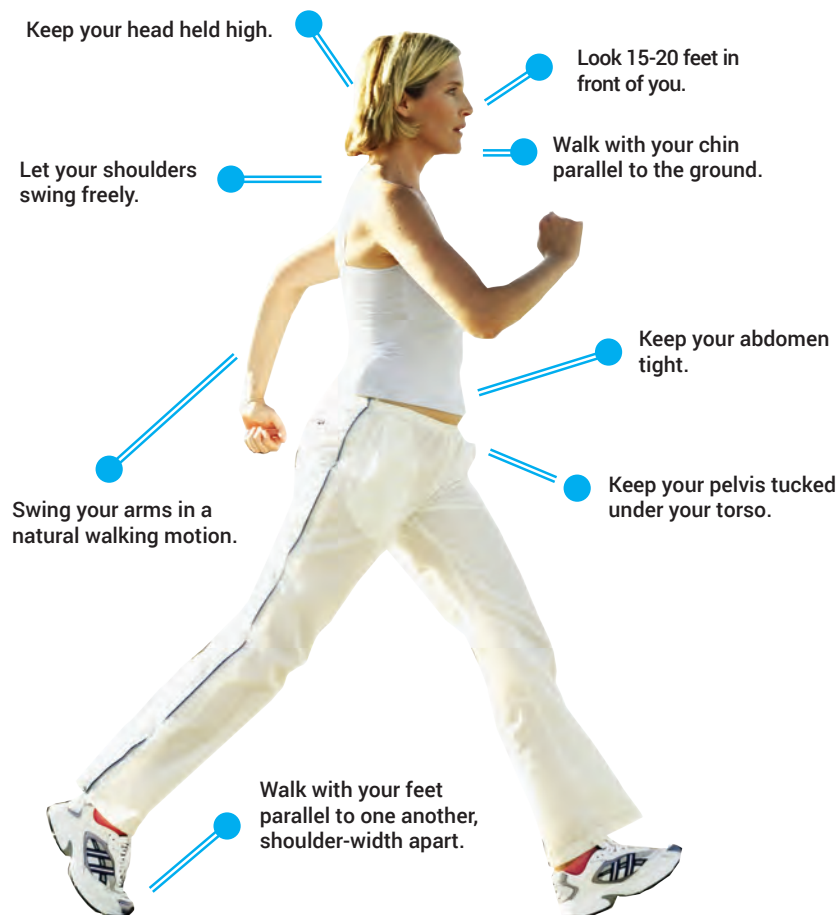 Keep your head held high.
Look 15-20 feet in
front of you.
Walk with your chin
parallel to the ground.
Let your shoulders
swing freely.
Keep your abdomen
tight.
Keep your pelvis tucked
under your torso.
Swing your arms in a
natural walking motion.
Walk with your feet
parallel to one another,
shoulder-width apart.